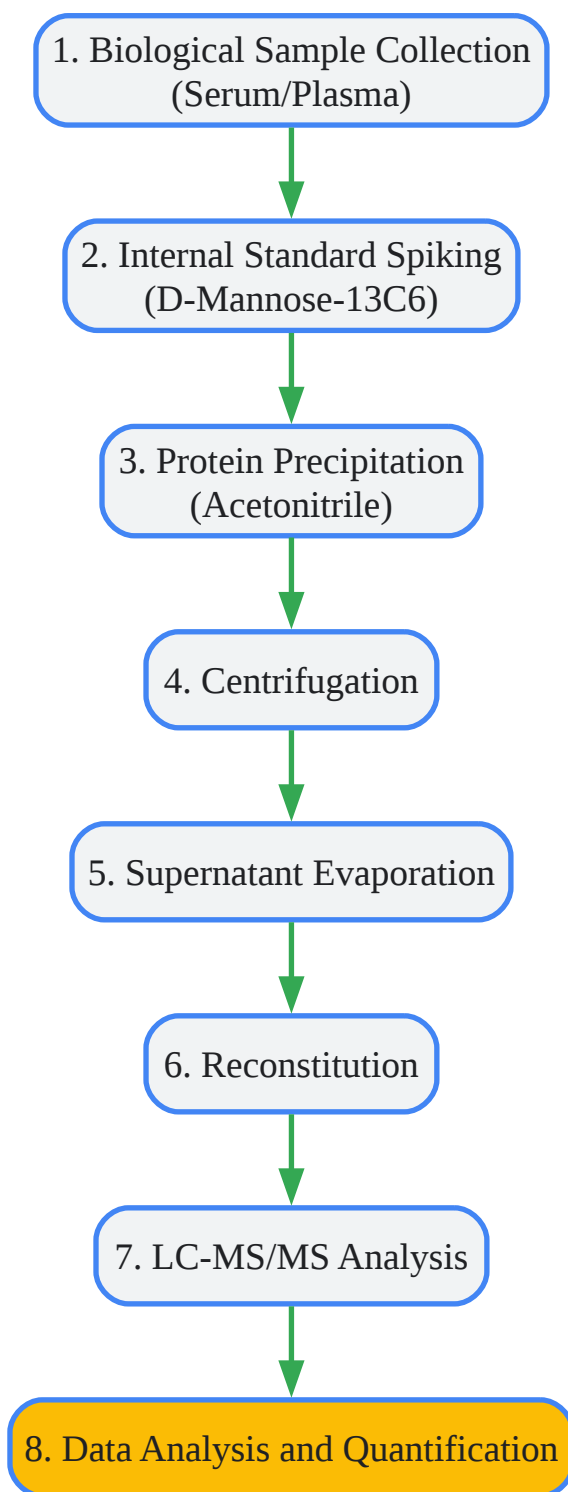 1. Biological Sample Collection
(Serum/Plasma)
2. Internal Standard Spiking
(D-Mannose-13C6)
3. Protein Precipitation
(Acetonitrile)
4. Centrifugation
5. Supernatant Evaporation
6. Reconstitution
7. LC-MS/MS Analysis
8. Data Analysis and Quantification